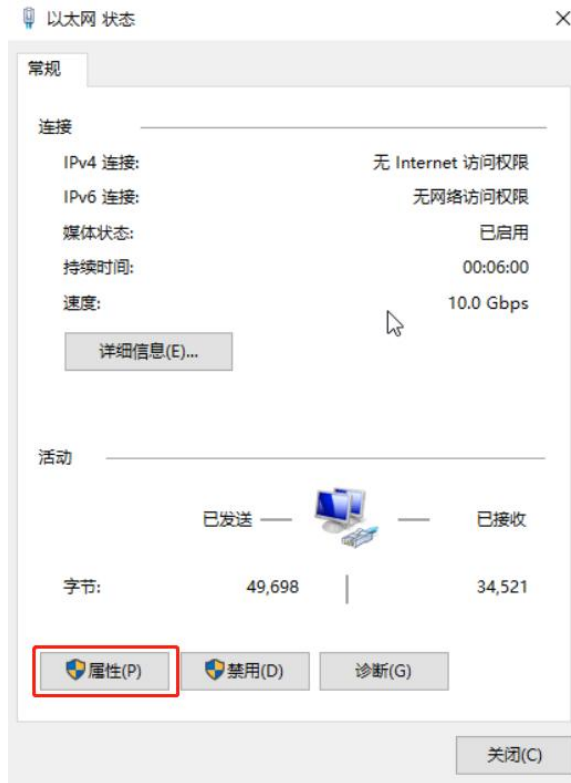 以太网 状态
常规
连接
IPv4 连接: 无 Internet 访问权限
IPv6 连接: 无网络访问权限
媒体状态: 已启用
持续时间: 00:06:00
速度: 10.0 Gbps
详细信息(E)...
活动
已发送 — — 已接收
字节: 49,698 34,521
属性(P) 禁用(D) 诊断(G)
关闭(C)